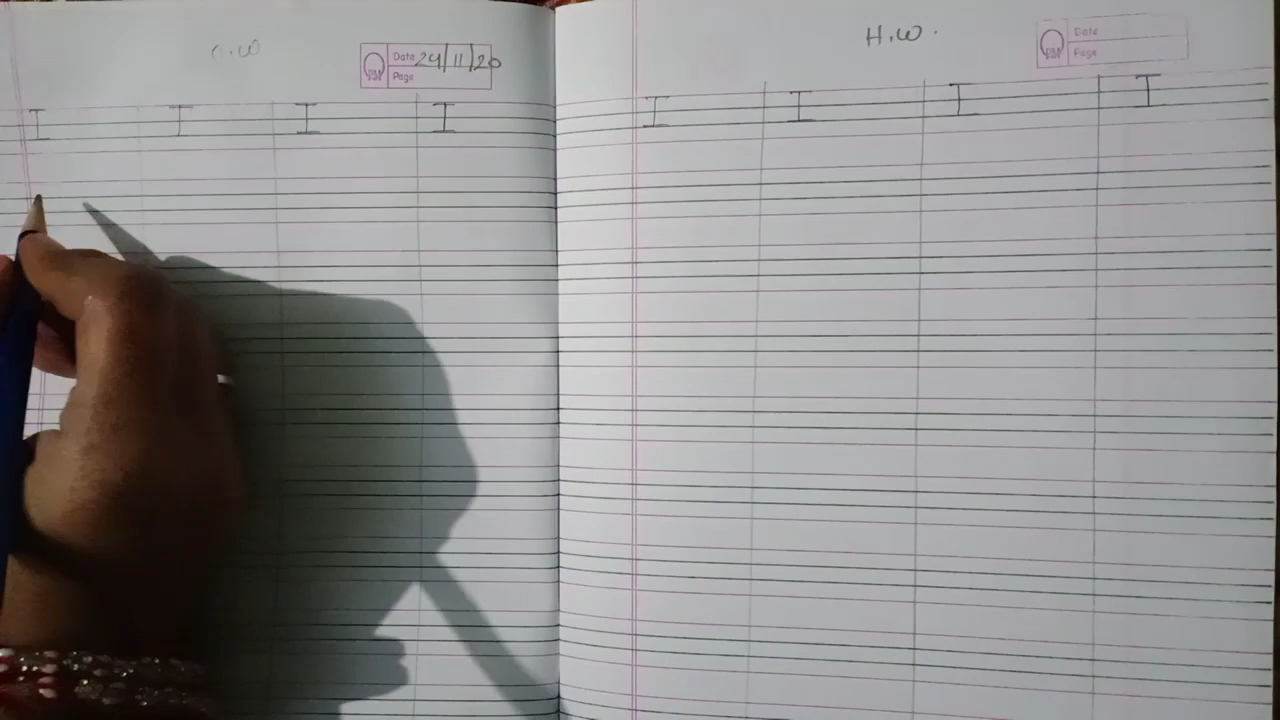 C.W
Date 24/11/20
Page
I I I I
H.W.
Date
Page
I I I I